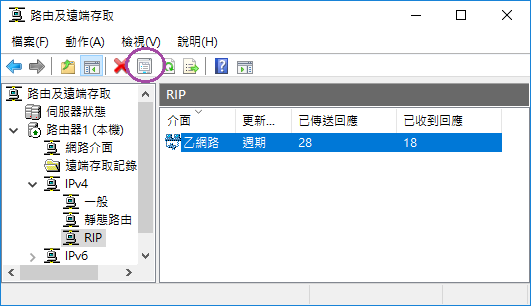 路由及遠端存取
檔案(F) 動作(A) 檢視(V) 說明(H)
路由及遠端存取
伺服器狀態
路由器1 (本機)
網路介面
遠端存取記錄
IPv4
一般
靜態路由
RIP
IPv6
RIP
介面 更新... 已傳送回應 已收到回應
乙網路 週期 28 18